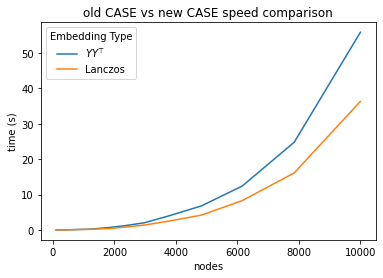 old CASE vs new CASE speed comparison
Embedding Type
YYᵀ
Lanczos
time (s)
50
40
30
20
10
0
0
2000
4000
6000
8000
10000
nodes